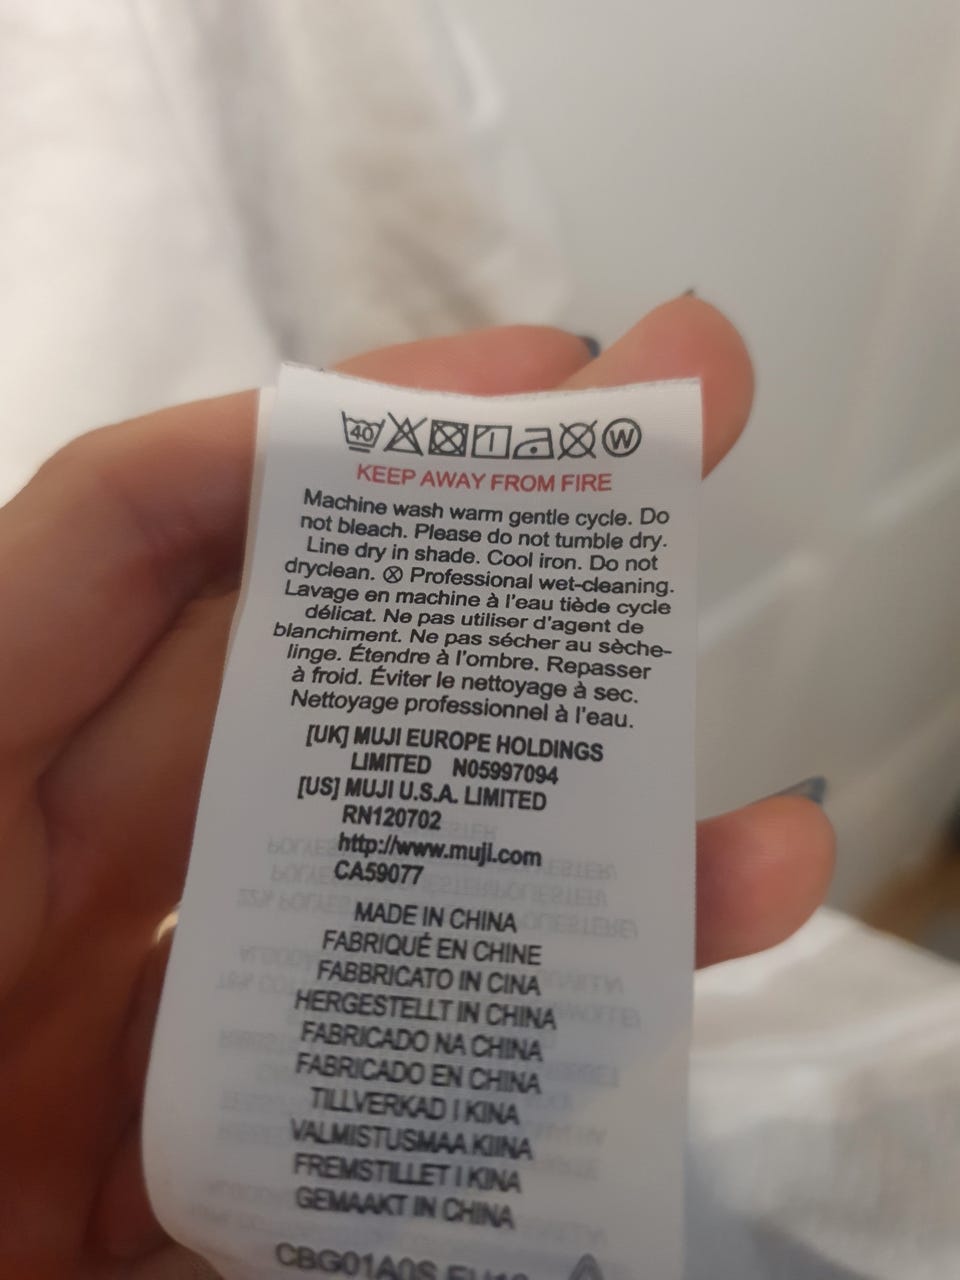 40 W
KEEP AWAY FROM FIRE
Machine wash warm gentle cycle. Do
not bleach. Please do not tumble dry.
Line dry in shade. Cool iron. Do not
dryclean. Ⓧ Professional wet-cleaning.
Lavage en machine à l'eau tiède cycle
délicat. Ne pas utiliser d'agent de
blanchiment. Ne pas sécher au sèche-
linge. Étendre à l'ombre. Repasser
à froid. Éviter le nettoyage à sec.
Nettoyage professionnel à l'eau.
[UK] MUJI EUROPE HOLDINGS
LIMITED N05997094
[US] MUJI U.S.A. LIMITED
RN120702
http://www.muji.com
CA59077
MADE IN CHINA
FABRIQUÉ EN CHINE
FABBRICATO IN CINA
HERGESTELLT IN CHINA
FABRICADO NA CHINA
FABRICADO EN CHINA
TILLVERKAD I KINA
VALMISTUSMAA KIINA
FREMSTILLET I KINA
GEMAAKT IN CHINA
CBG01A0S